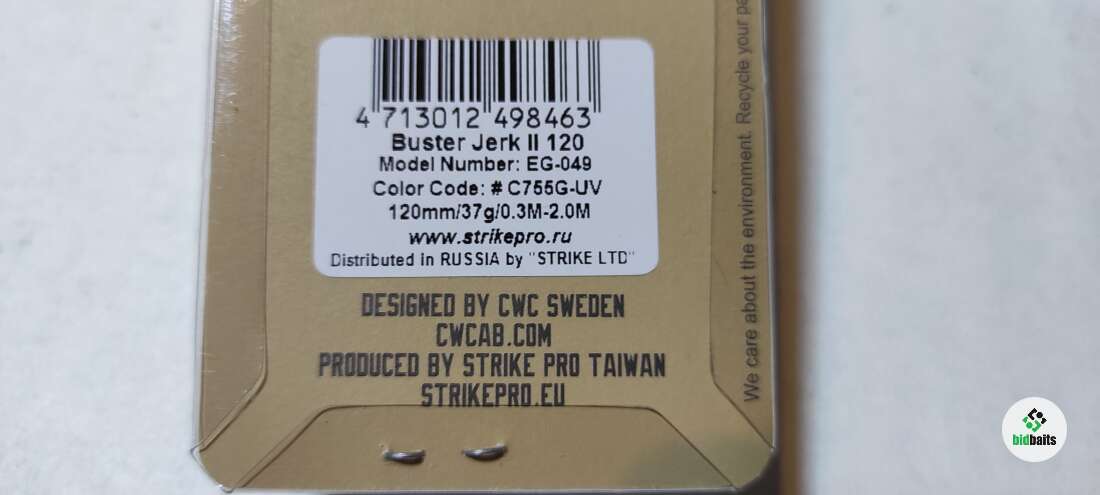 4 713012 498463
Buster Jerk II 120
Model Number: EG-049
Color Code: # C755G-UV
120mm/37g/0.3M-2.0M
www.strikepro.ru
Distributed in RUSSIA by "STRIKE LTD"
DESIGNED BY CWC SWEDEN
CWCAB.COM
PRODUCED BY STRIKE PRO TAIWAN
STRIKEPRO.EU
We care about the environment. Recycle your
bidbaits